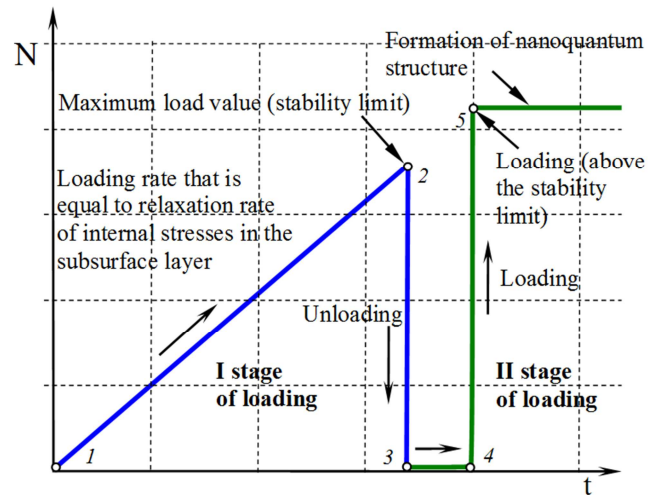 N
Formation of nanoquantum
structure
Maximum load value (stability limit)
5
2
Loading rate that is
equal to relaxation rate
of internal stresses in the
subsurface layer
Loading (above
the stability
limit)
Loading
Unloading
I stage
of loading
II stage
of loading
1
3
4
t